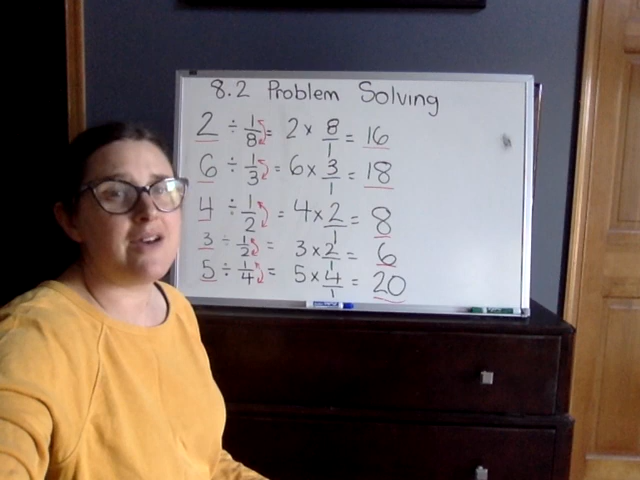 8.2 Problem Solving
2 ÷ 1/8 = 2 × 8/1 = 16
6 ÷ 1/3 = 6 × 3/1 = 18
4 ÷ 1/2 = 4 × 2/1 = 8
3 ÷ 1/2 = 3 × 2/1 = 6
5 ÷ 1/4 = 5 × 4/1 = 20